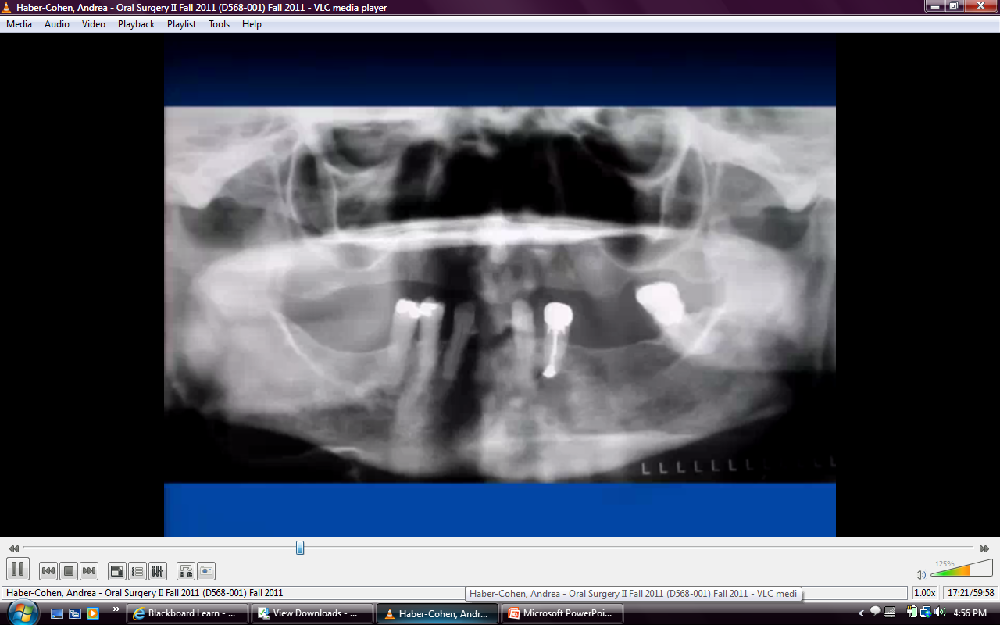 Haber-Cohen, Andrea - Oral Surgery II Fall 2011 (D568-001) Fall 2011 - VLC media player
Media Audio Video Playback Playlist Tools Help
L L L L L L L
125%
Haber-Cohen, Andrea - Oral Surgery II Fall 2011 (D568-001) Fall 2011
Haber-Cohen, Andrea - Oral Surgery II Fall 2011 (D568-001) Fall 2011 - VLC medi
1.00x
17:21/59:58
Blackboard Learn - ...
View Downloads - ...
Haber-Cohen, Andr...
Microsoft PowerPoi...
4:56 PM